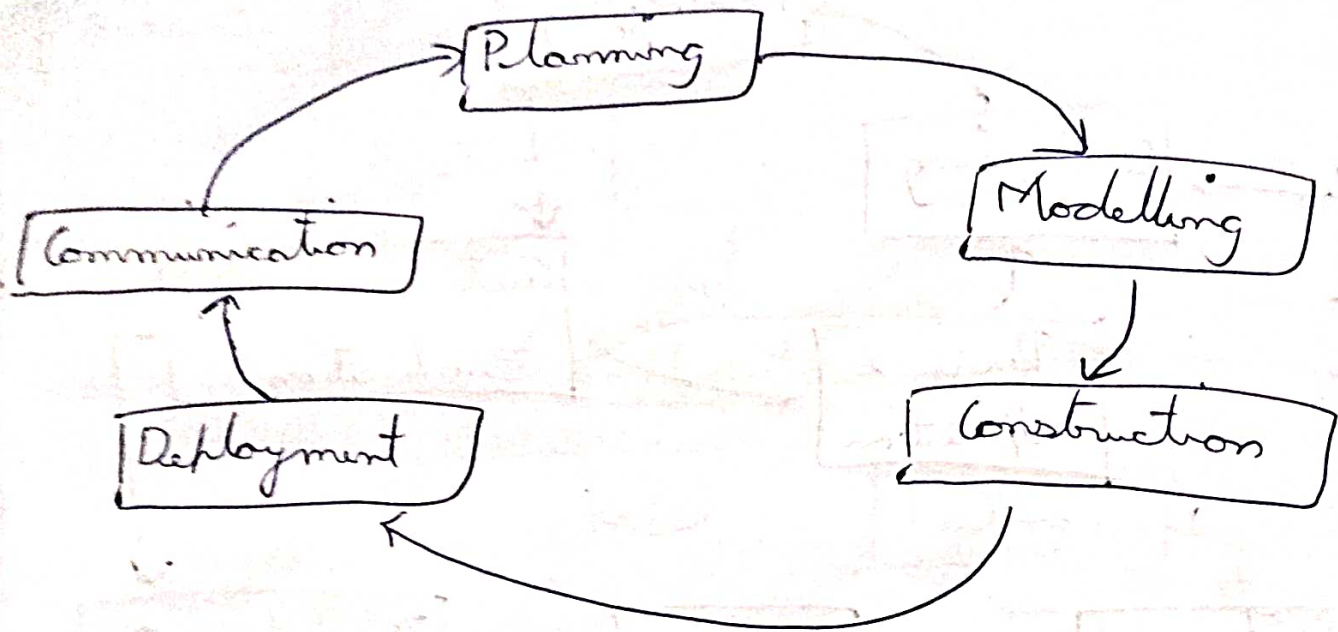 Planning
Modelling
Communication
Construction
Deployment